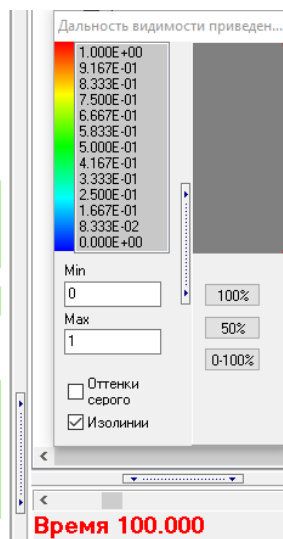 Дальность видимости приведен...
1.000E+00
9.167E-01
8.333E-01
7.500E-01
6.667E-01
5.833E-01
5.000E-01
4.167E-01
3.333E-01
2.500E-01
1.667E-01
8.333E-02
0.000E+00
Min
0
Max
1
100%
50%
0-100%
Оттенки
серого
Изолинии
Время 100.000